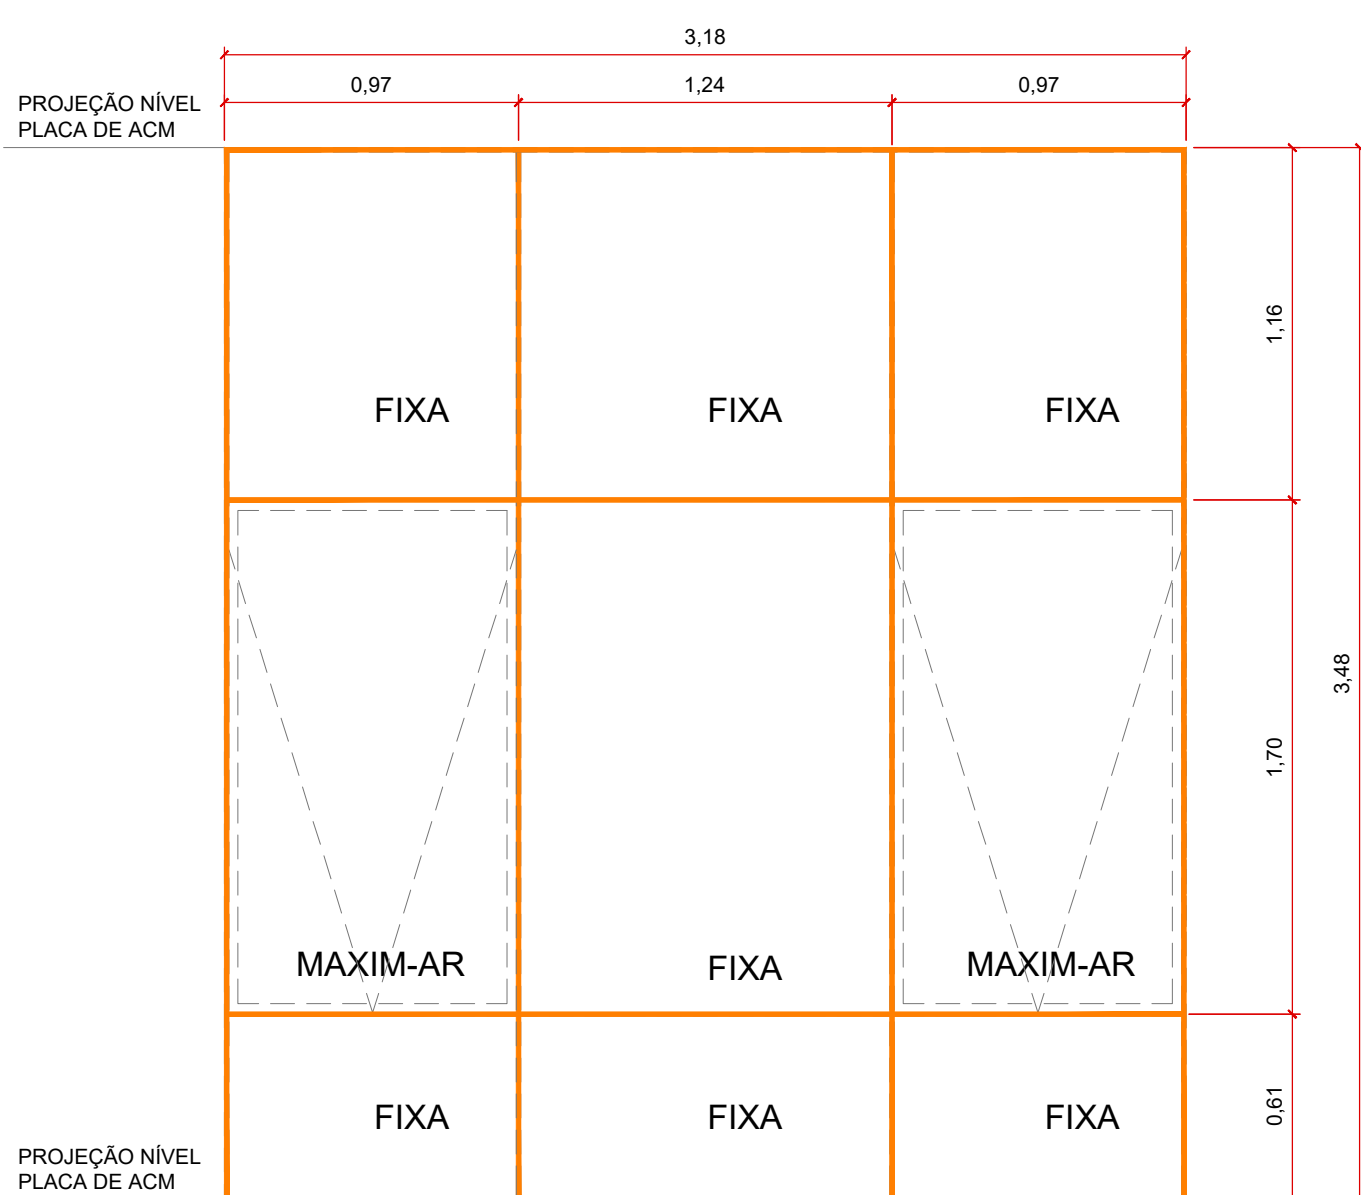 3,18
0,97
1,24
0,97
PROJEÇÃO NÍVEL
PLACA DE ACM
1,16
FIXA
FIXA
FIXA
3,48
1,70
MAXIM-AR
FIXA
MAXIM-AR
0,61
FIXA
FIXA
FIXA
PROJEÇÃO NÍVEL
PLACA DE ACM